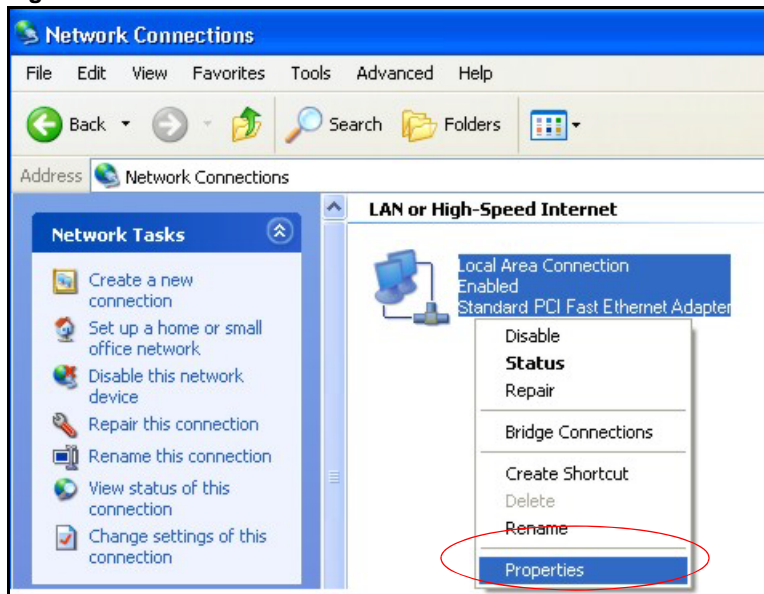 Network Connections
File Edit View Favorites Tools Advanced Help
Back Search Folders
Address Network Connections
Network Tasks
Create a new
connection
Set up a home or small
office network
Disable this network
device
Repair this connection
Rename this connection
View status of this
connection
Change settings of this
connection
LAN or High-Speed Internet
Local Area Connection
Enabled
Standard PCI Fast Ethernet Adapter
Disable
Status
Repair
Bridge Connections
Create Shortcut
Delete
Rename
Properties